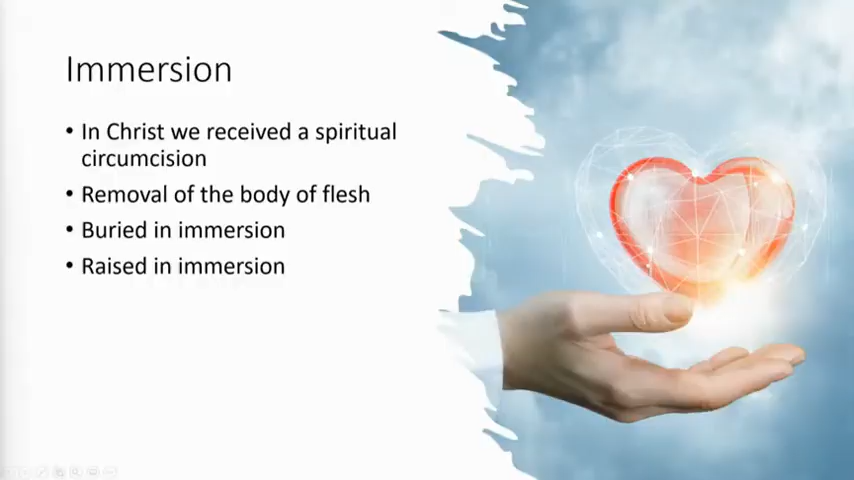 Immersion
• In Christ we received a spiritual
circumcision
• Removal of the body of flesh
• Buried in immersion
• Raised in immersion